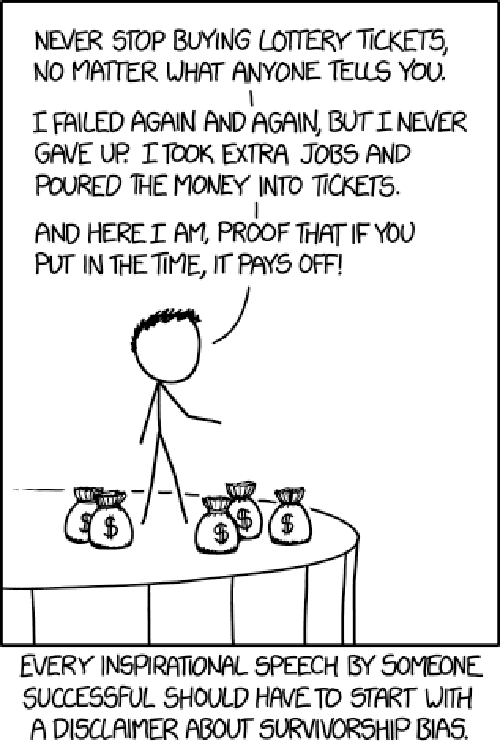 NEVER STOP BUYING LOTTERY TICKETS,
NO MATTER WHAT ANYONE TELLS YOU.
I FAILED AGAIN AND AGAIN, BUT I NEVER
GAVE UP. I TOOK EXTRA JOBS AND
POURED THE MONEY INTO TICKETS.
AND HERE I AM, PROOF THAT IF YOU
PUT IN THE TIME, IT PAYS OFF!
$ $ $ $ $
EVERY INSPIRATIONAL SPEECH BY SOMEONE
SUCCESSFUL SHOULD HAVE TO START WITH
A DISCLAIMER ABOUT SURVIVORSHIP BIAS.